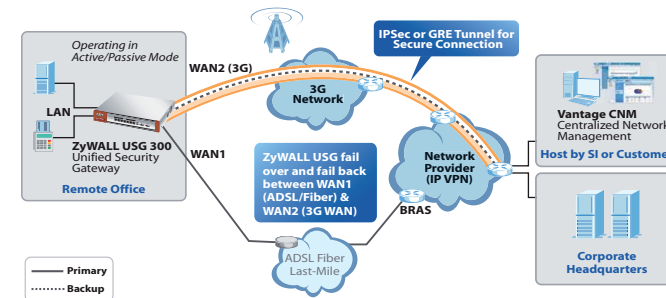 Operating in
Active/Passive Mode
LAN
ZyWALL USG 300
Unified Security
Gateway
Remote Office
WAN2 (3G)
WAN1
3G
Network
IPSec or GRE Tunnel for
Secure Connection
ZyWALL USG fail
over and fail back
between WAN1
(ADSL/Fiber) &
WAN2 (3G WAN)
Network
Provider
(IP VPN)
BRAS
ADSL Fiber
Last-Mile
Vantage CNM
Centralized Network
Management
Host by SI or Custome
Corporate
Headquarters
Primary
Backup